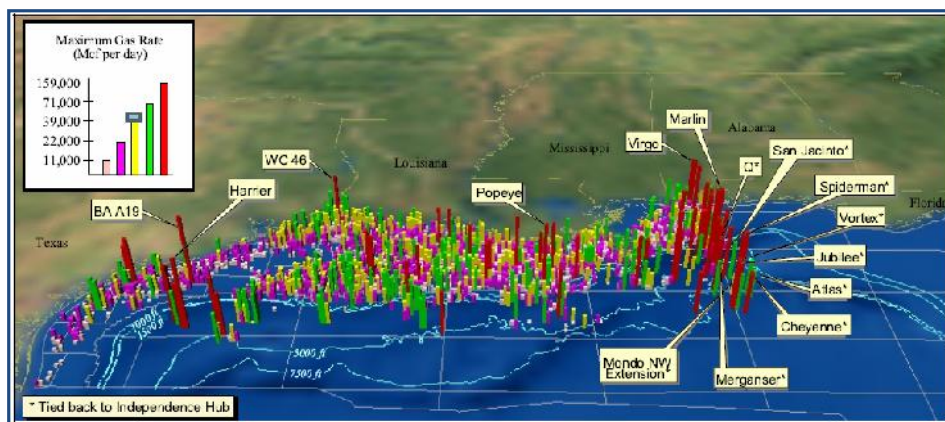 Maximum Gas Rate
(Mcf per day)
159,000
71,000
39,000
22,000
11,000
Marlin
Alabama
Virgo
Mississippi
Q*
San Jacinto*
WC 46
Louisiana
Harrier
Popeye
Spiderman*
Florida
BA A19
Vortex*
Texas
Jubilee*
Atlas*
1000 ft
1500 ft
Cheyenne*
5000 ft
Mondo NW
Extension*
7500 ft
Merganser*
* Tied back to Independence Hub